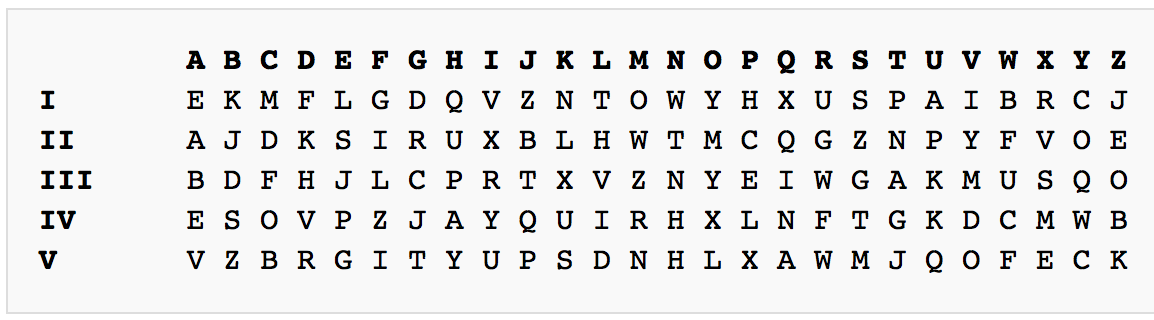 A B C D E F G H I J K L M N O P Q R S T U V W X Y Z
I E K M F L G D Q V Z N T O W Y H X U S P A I B R C J
II A J D K S I R U X B L H W T M C Q G Z N P Y F V O E
III B D F H J L C P R T X V Z N Y E I W G A K M U S Q O
IV E S O V P Z J A Y Q U I R H X L N F T G K D C M W B
V V Z B R G I T Y U P S D N H L X A W M J Q O F E C K